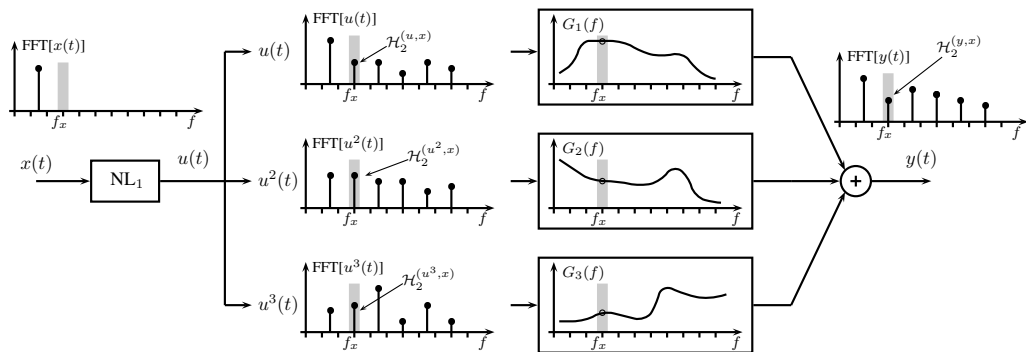 FFT[x(t)]
f_x
f
x(t)
NL_1
u(t)
FFT[u(t)]
\mathcal{H}_2^{(u,x)}
u(t)
f_x
f
G_1(f)
f_x
f
FFT[u^2(t)]
\mathcal{H}_2^{(u^2,x)}
u^2(t)
f_x
f
G_2(f)
f_x
f
FFT[u^3(t)]
\mathcal{H}_2^{(u^3,x)}
u^3(t)
f_x
f
G_3(f)
f_x
f
FFT[y(t)]
\mathcal{H}_2^{(y,x)}
f_x
f
+
y(t)